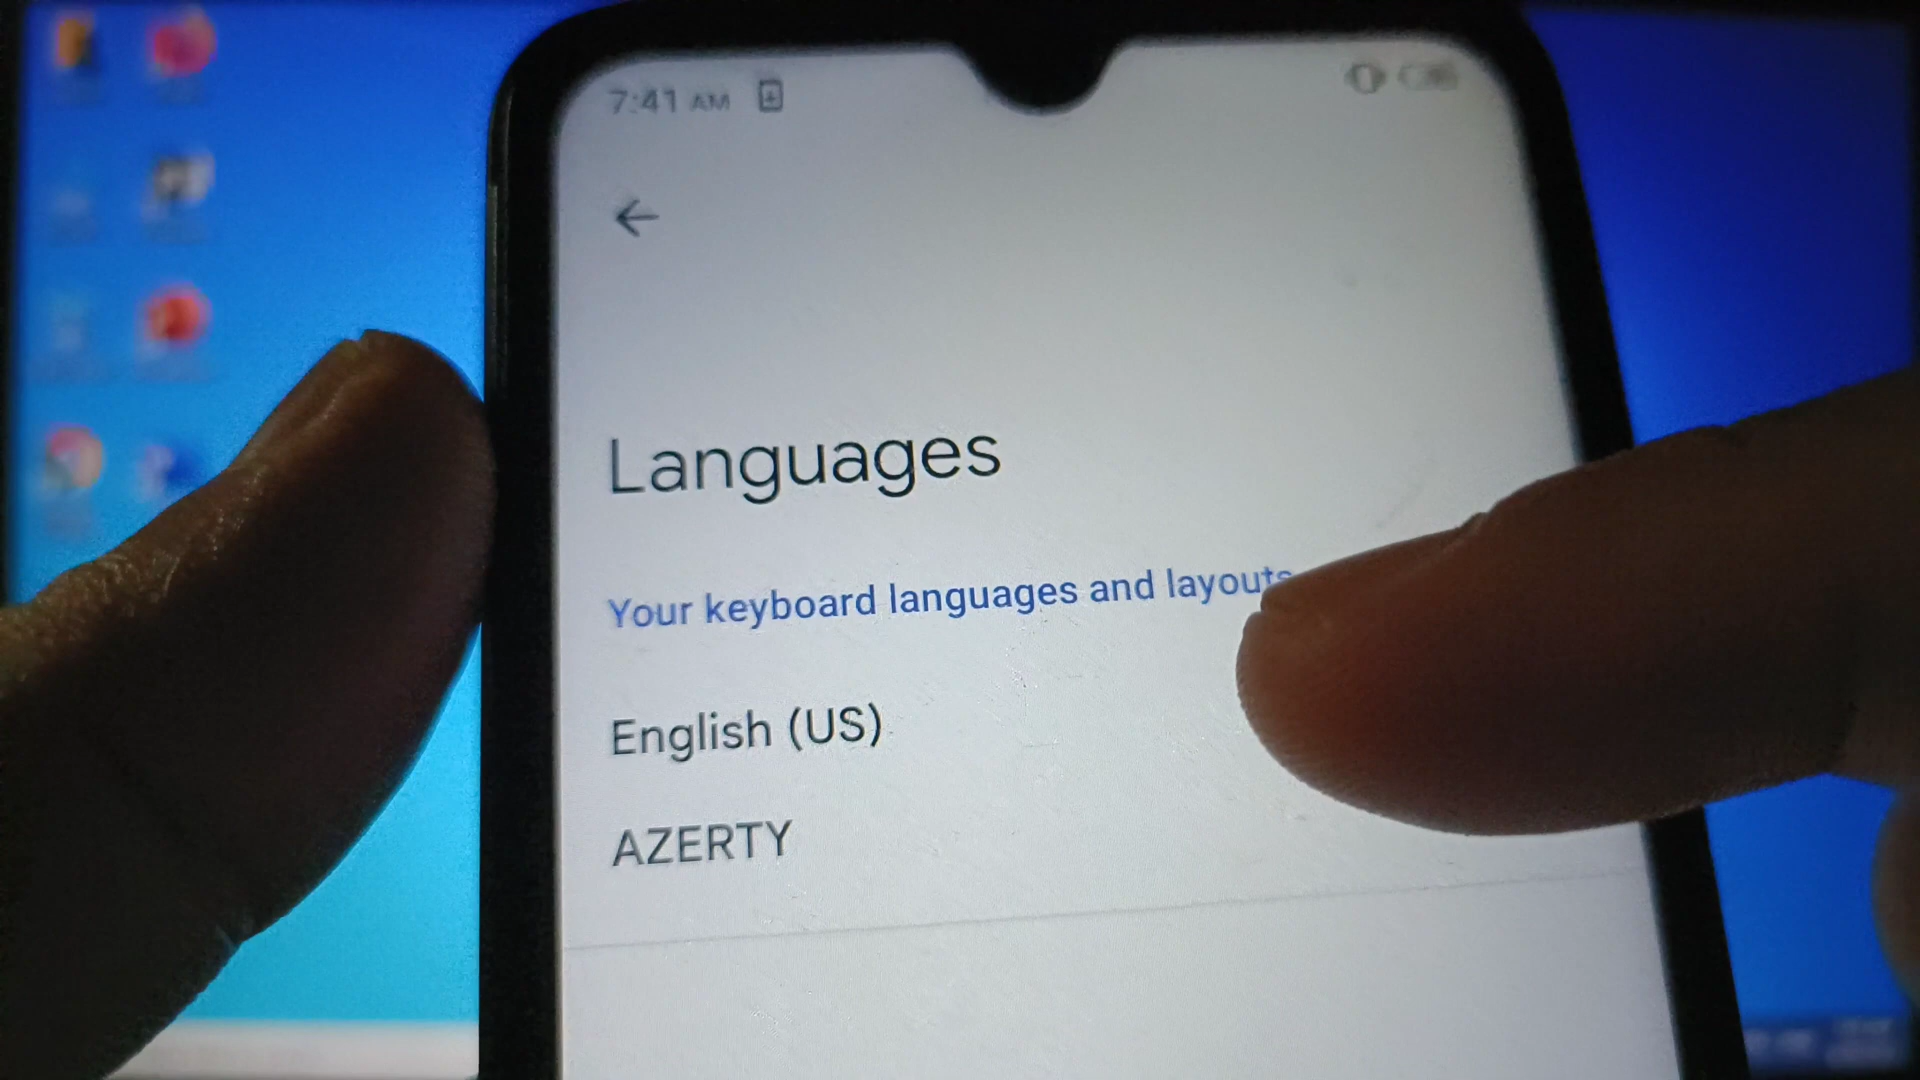 7:41 AM
Languages
Your keyboard languages and layouts
English (US)
AZERTY